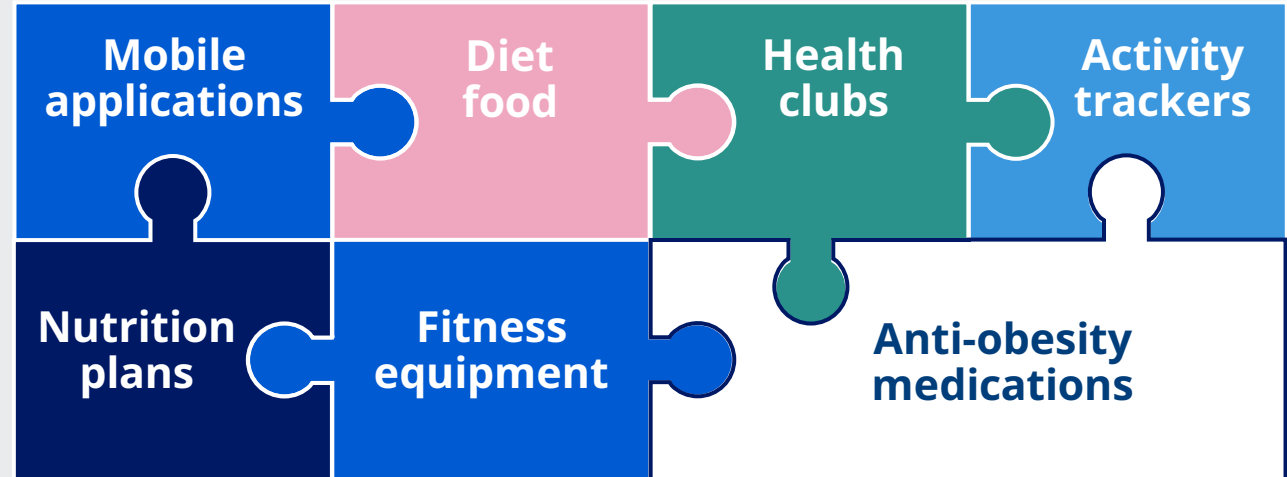 Mobile
applications
Diet
food
Health
clubs
Activity
trackers
Nutrition
plans
Fitness
equipment
Anti-obesity
medications